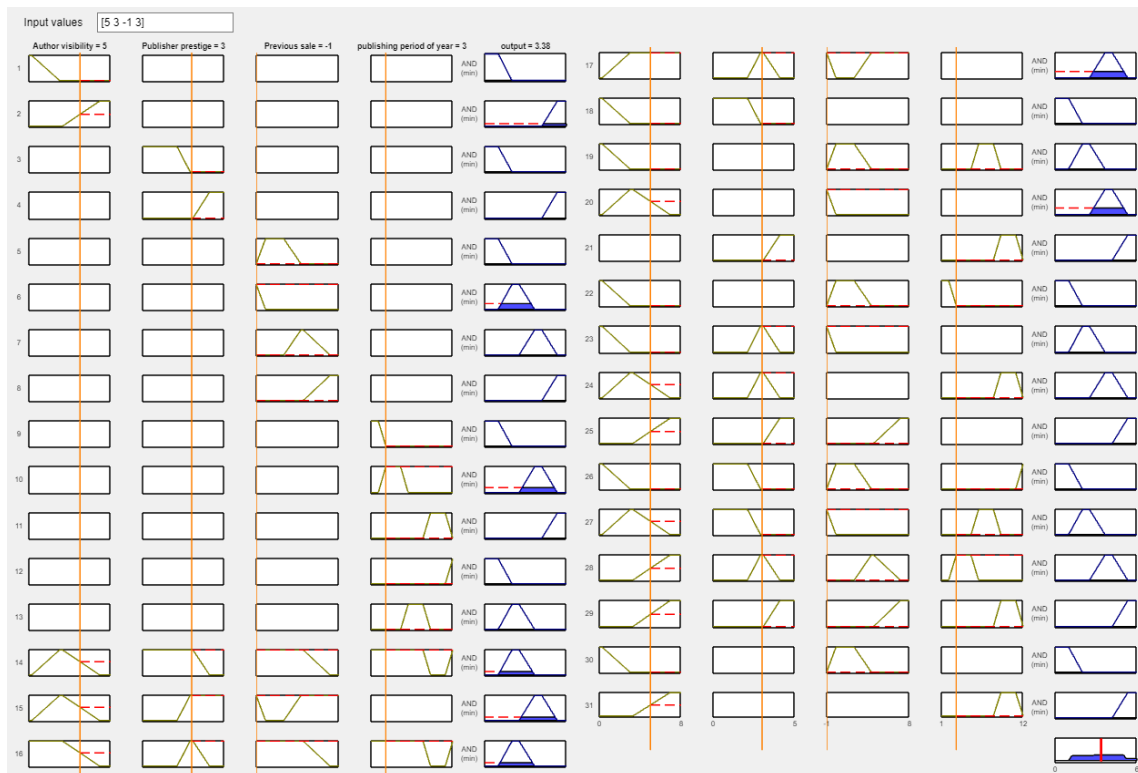 Input values [5 3 -1 3]
Author visibility = 5 Publisher prestige = 3 Previous sale = -1 publishing period of year = 3 output = 3.38
1 AND (min)
2 AND (min)
3 AND (min)
4 AND (min)
5 AND (min)
6 AND (min)
7 AND (min)
8 AND (min)
9 AND (min)
10 AND (min)
11 AND (min)
12 AND (min)
13 AND (min)
14 AND (min)
15 AND (min)
16 AND (min)
17 AND (min)
18 AND (min)
19 AND (min)
20 AND (min)
21 AND (min)
22 AND (min)
23 AND (min)
24 AND (min)
25 AND (min)
26 AND (min)
27 AND (min)
28 AND (min)
29 AND (min)
30 AND (min)
31 AND (min)
0 8 0 5 -1 8 1 12
0 6